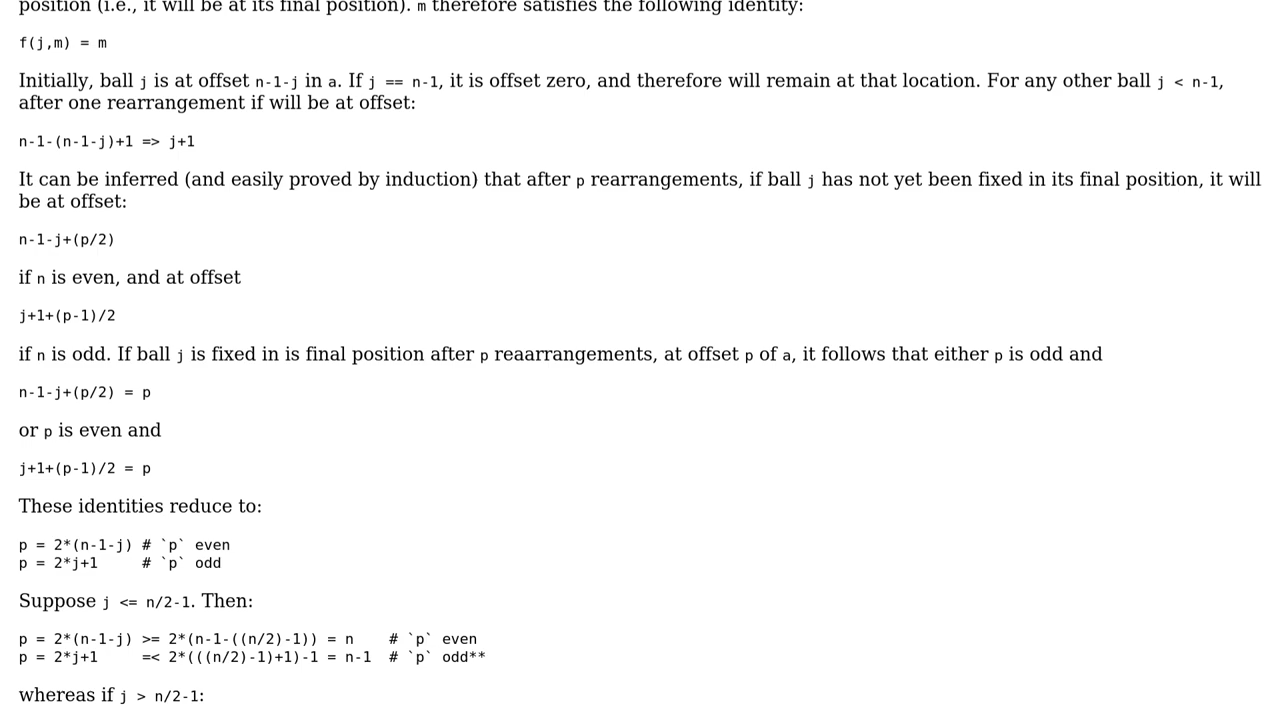 position (i.e., it will be at its final position). m therefore satisfies the following identity:
f(j,m) = m
Initially, ball j is at offset n-1-j in a. If j == n-1, it is offset zero, and therefore will remain at that location. For any other ball j < n-1,
after one rearrangement if will be at offset:
n-1-(n-1-j)+1 => j+1
It can be inferred (and easily proved by induction) that after p rearrangements, if ball j has not yet been fixed in its final position, it will
be at offset:
n-1-j+(p/2)
if n is even, and at offset
j+1+(p-1)/2
if n is odd. If ball j is fixed in is final position after p reaarrangements, at offset p of a, it follows that either p is odd and
n-1-j+(p/2) = p
or p is even and
j+1+(p-1)/2 = p
These identities reduce to:
p = 2*(n-1-j) # `p` even
p = 2*j+1     # `p` odd
Suppose j <= n/2-1. Then:
p = 2*(n-1-j) >= 2*(n-1-((n/2)-1)) = n    # `p` even
p = 2*j+1     =< 2*(((n/2)-1)+1)-1 = n-1  # `p` odd**
whereas if j > n/2-1: